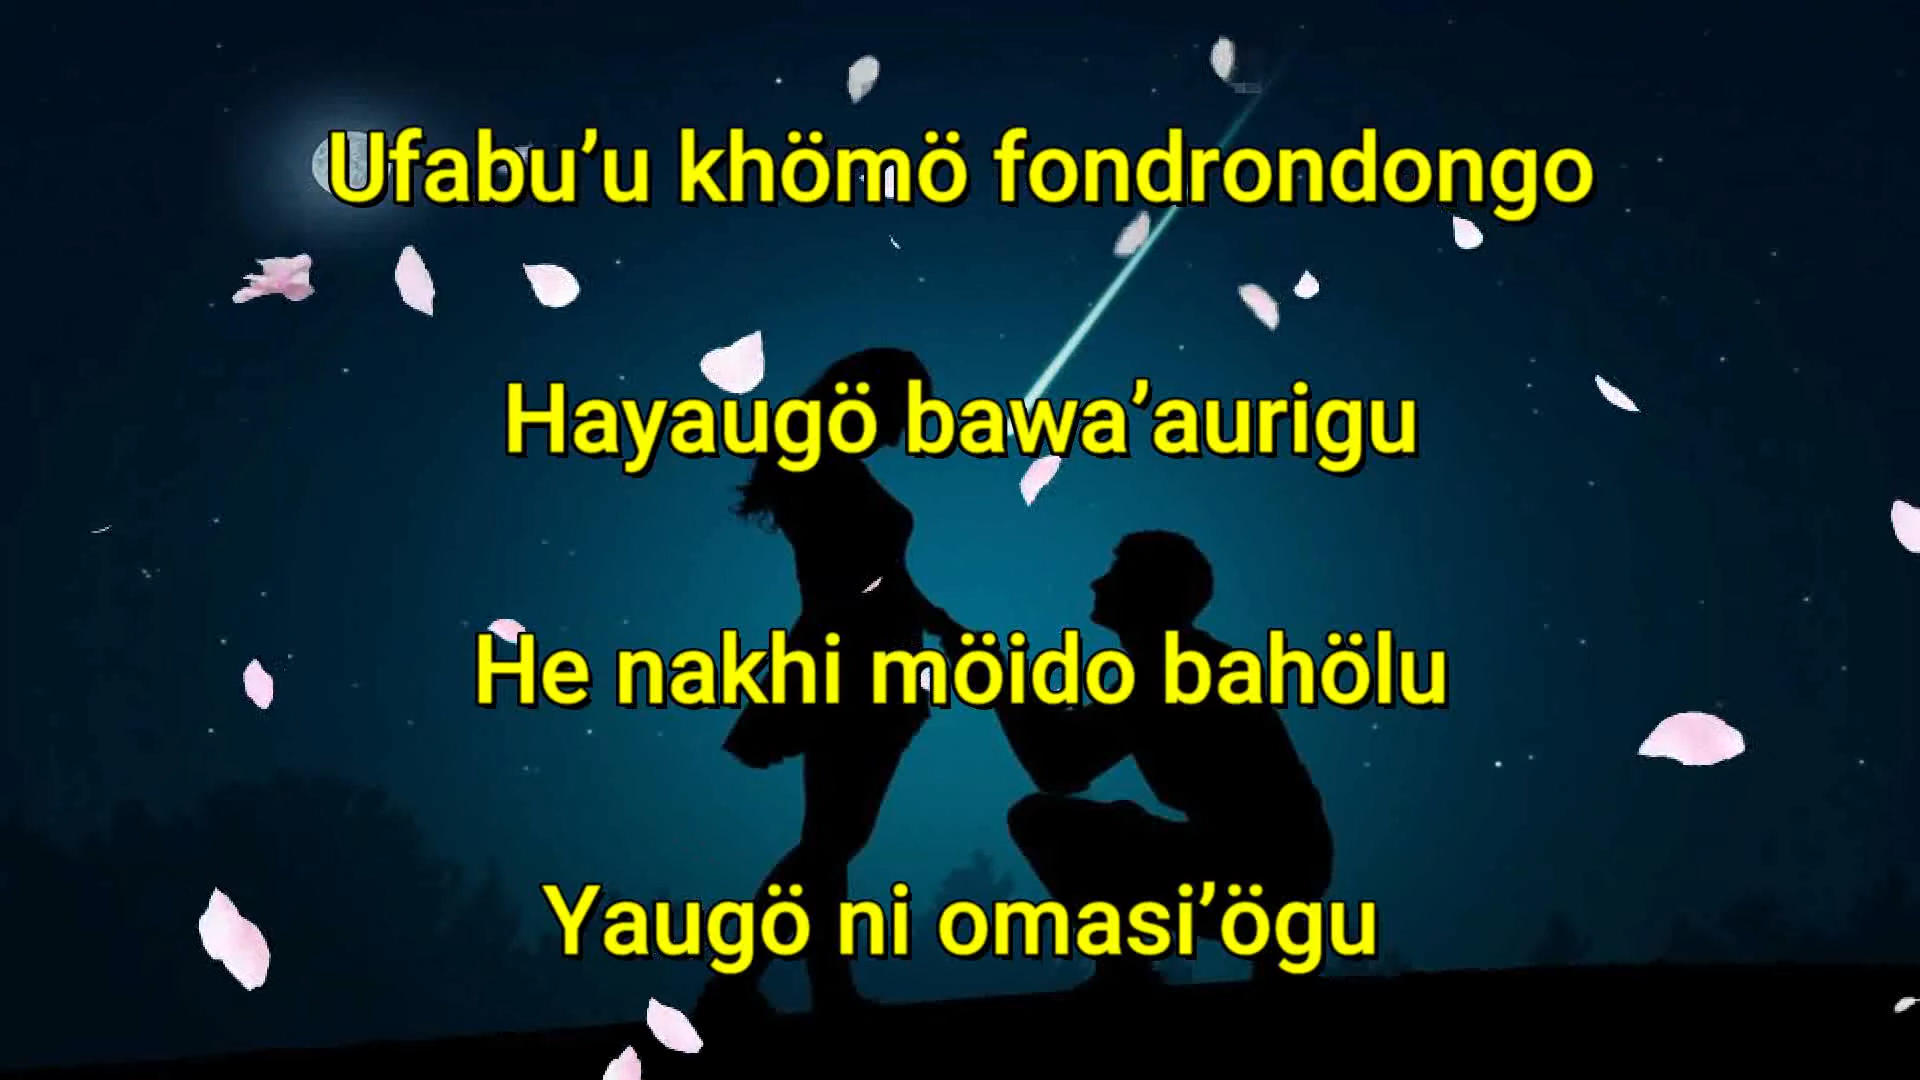 Ufabu’u khömö fondrondongo
Hayaugö bawa’aurigu
He nakhi möido bahölu
Yaugö ni omasi’ögu